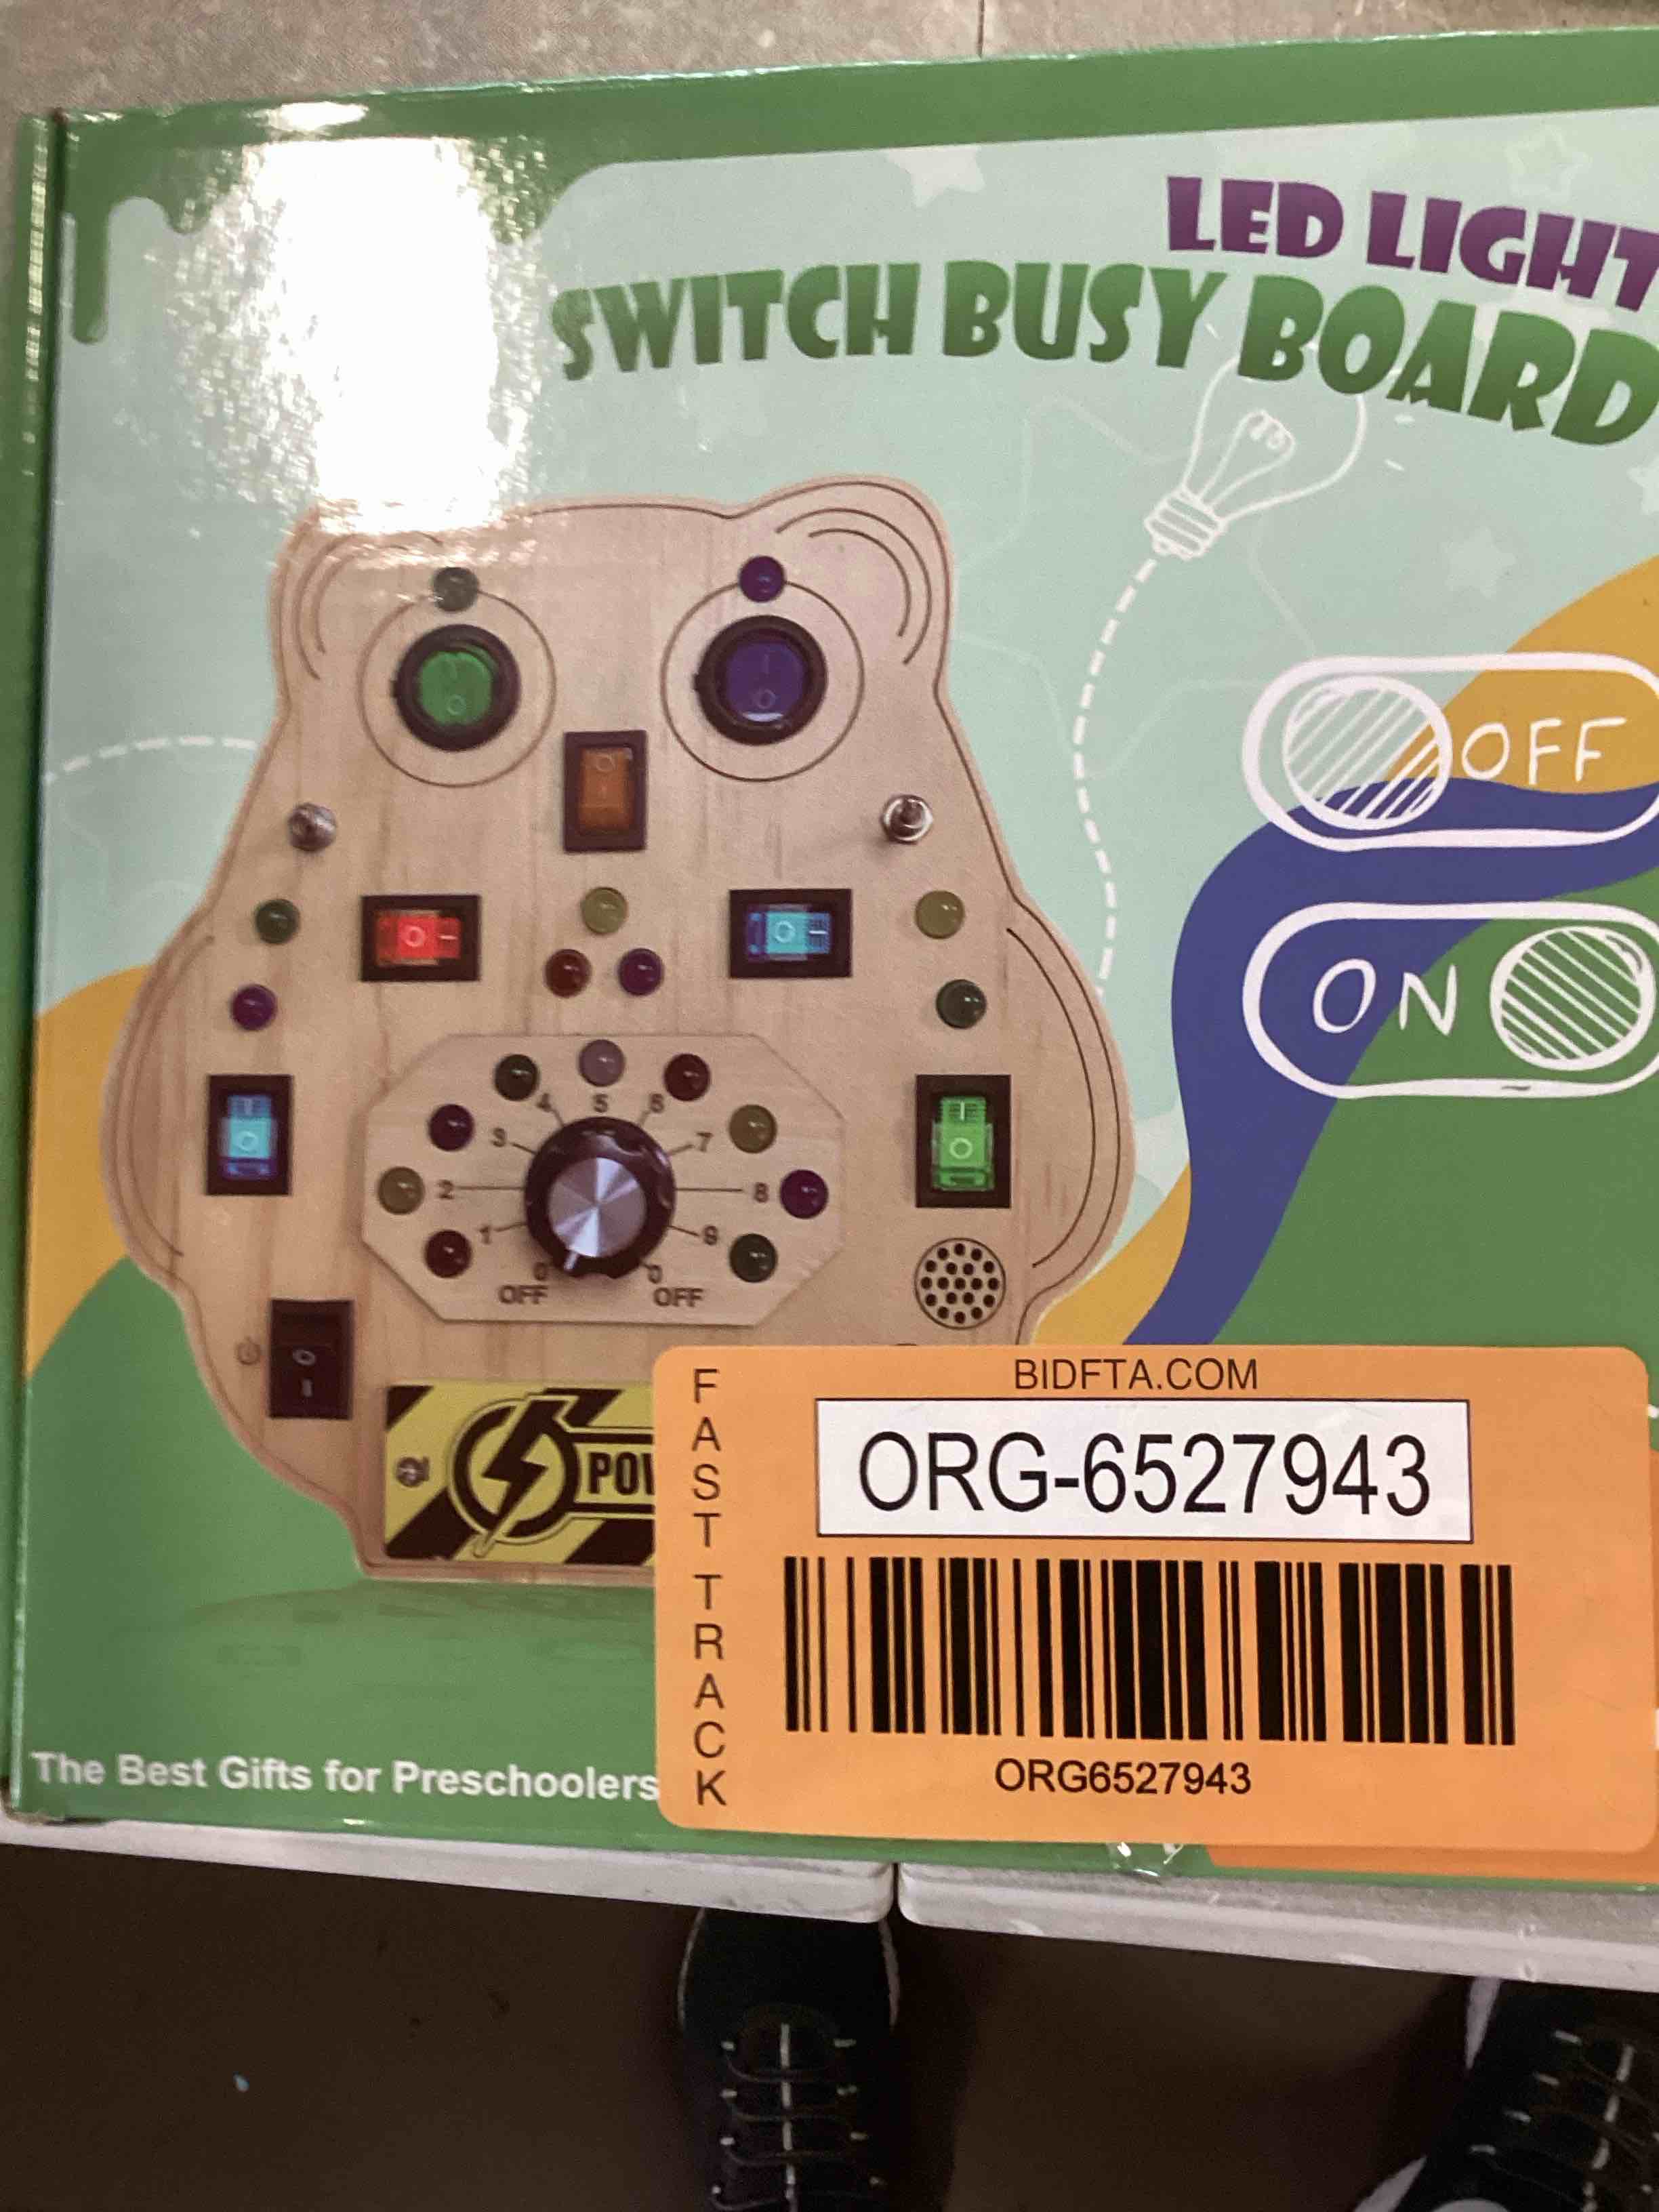 LED LIGHT
SWITCH BUSY BOARD
OFF
ON
4 5 6
3 7
2 8
1 9
0 0
OFF OFF
BIDFTA.COM
FAST TRACK
ORG-6527943
ORG6527943
The Best Gifts for Preschoolers